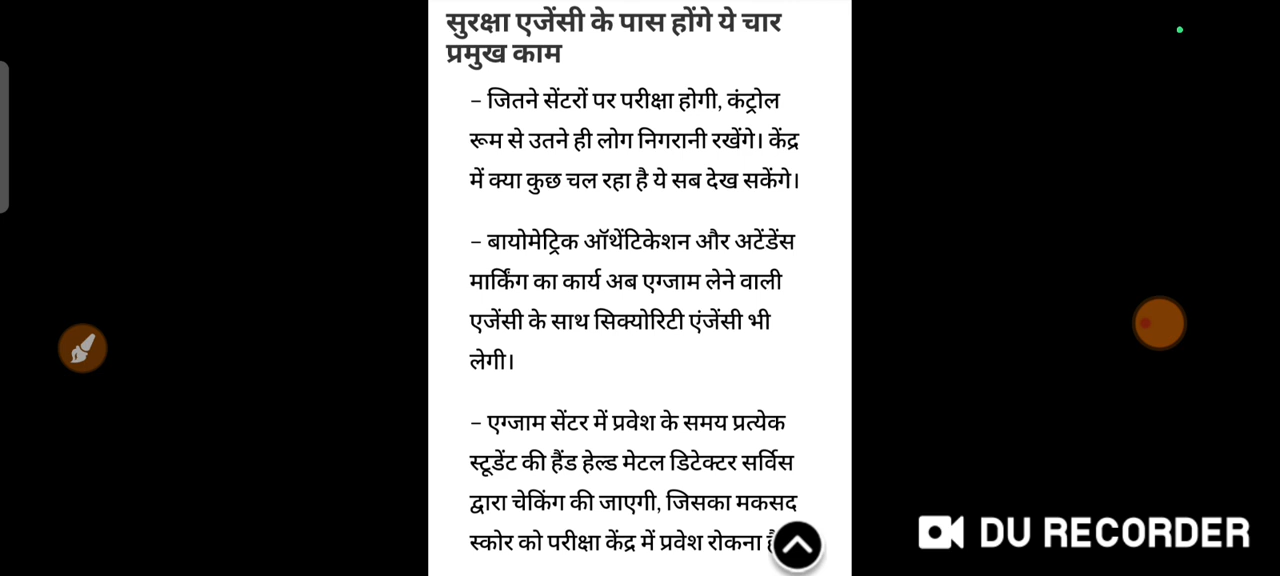 सुरक्षा एजेंसी के पास होंगे ये चार
प्रमुख काम
– जितने सेंटरों पर परीक्षा होगी, कंट्रोल
रूम से उतने ही लोग निगरानी रखेंगे। केंद्र
में क्या कुछ चल रहा है ये सब देख सकेंगे।
– बायोमेट्रिक ऑथेंटिकेशन और अटेंडेंस
मार्किंग का कार्य अब एग्जाम लेने वाली
एजेंसी के साथ सिक्योरिटी एंजेंसी भी
लेगी।
– एग्जाम सेंटर में प्रवेश के समय प्रत्येक
स्टूडेंट की हैंड हेल्ड मेटल डिटेक्टर सर्विस
द्वारा चेकिंग की जाएगी, जिसका मकसद
स्कोर को परीक्षा केंद्र में प्रवेश रोकना
DU RECORDER